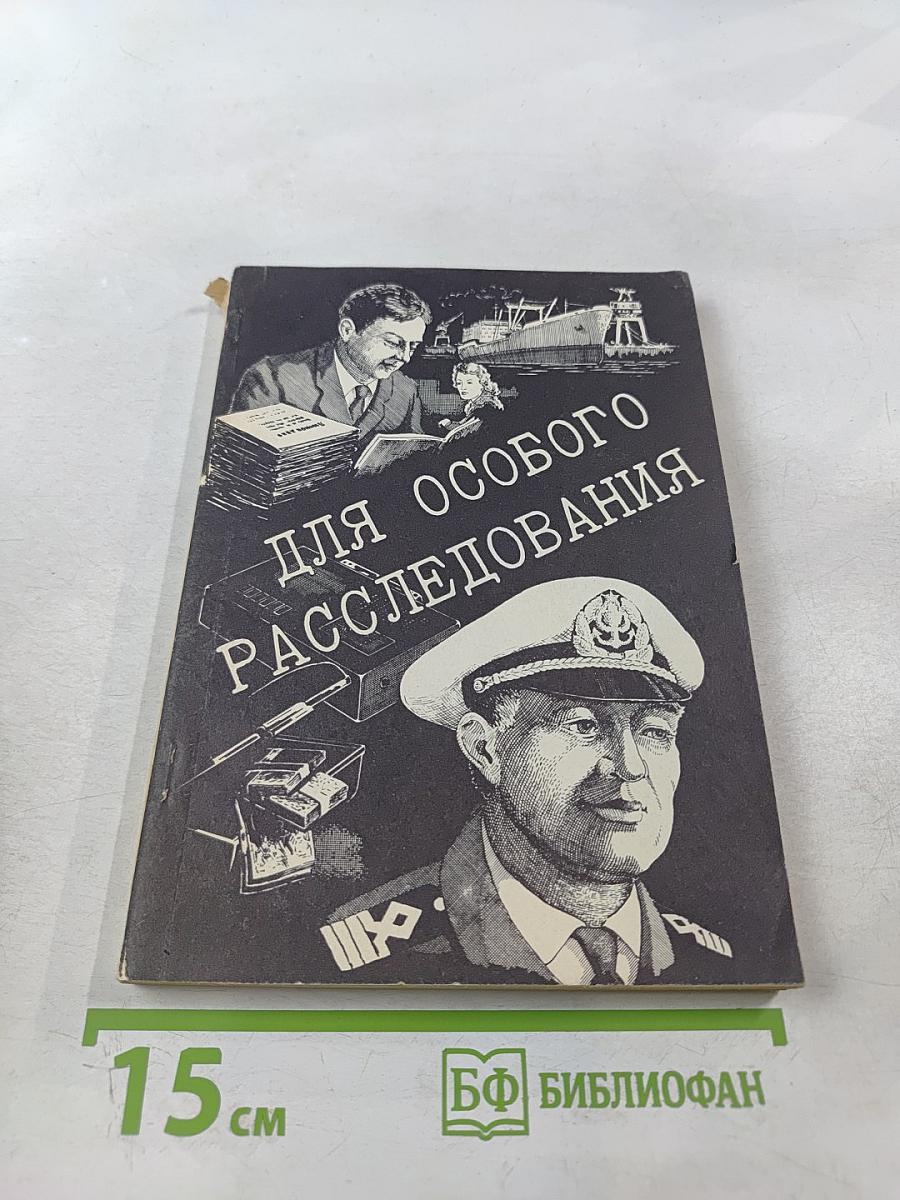 ДЛЯ ОСОБОГО
РАССЛЕДОВАНИЯ
15 см
БФ БИБЛИОФАН